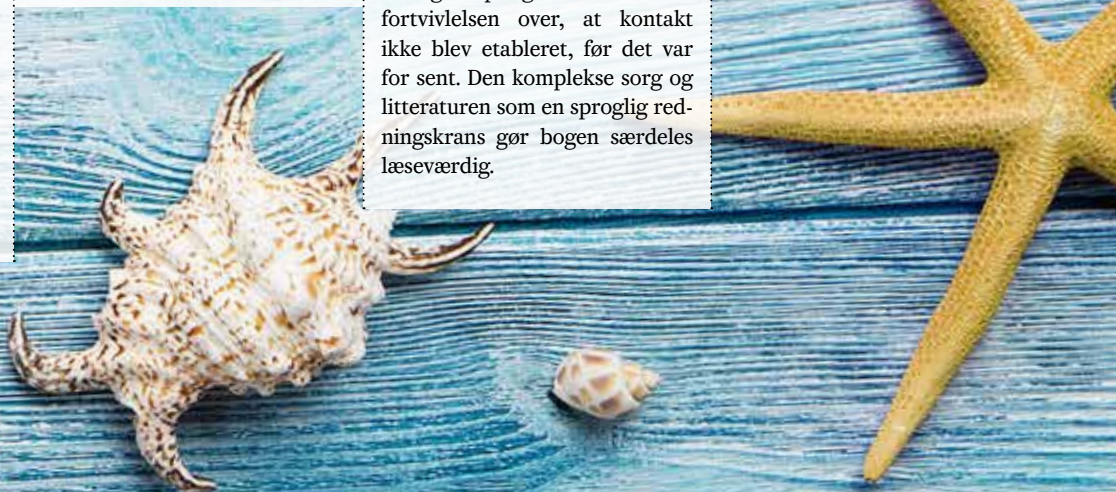 fortvivlelsen over, at kontakt
ikke blev etableret, før det var
for sent. Den komplekse sorg og
litteraturen som en sproglig red-
ningskrans gør bogen særdeles
læseværdig.